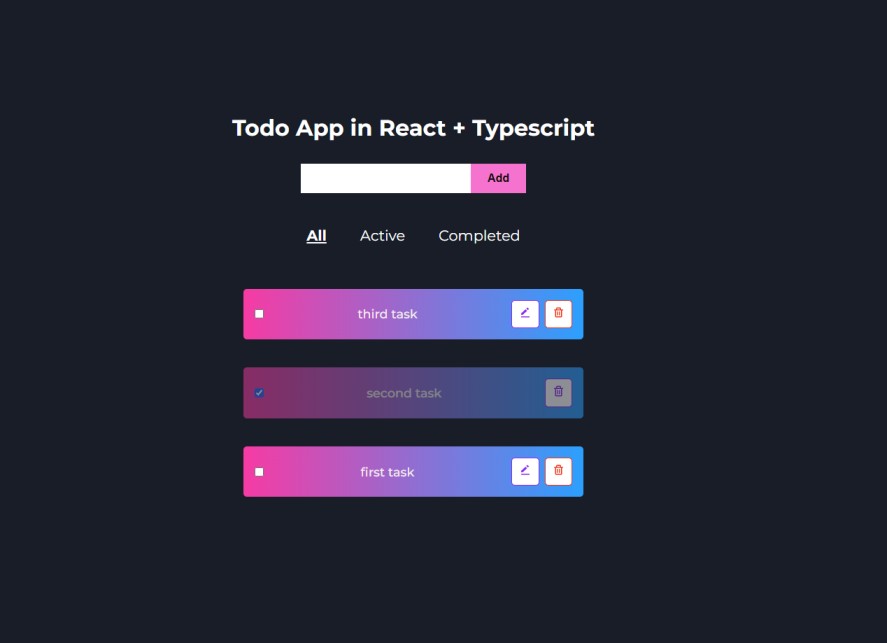 Todo App in React + Typescript
Add
All Active Completed
third task
second task
first task